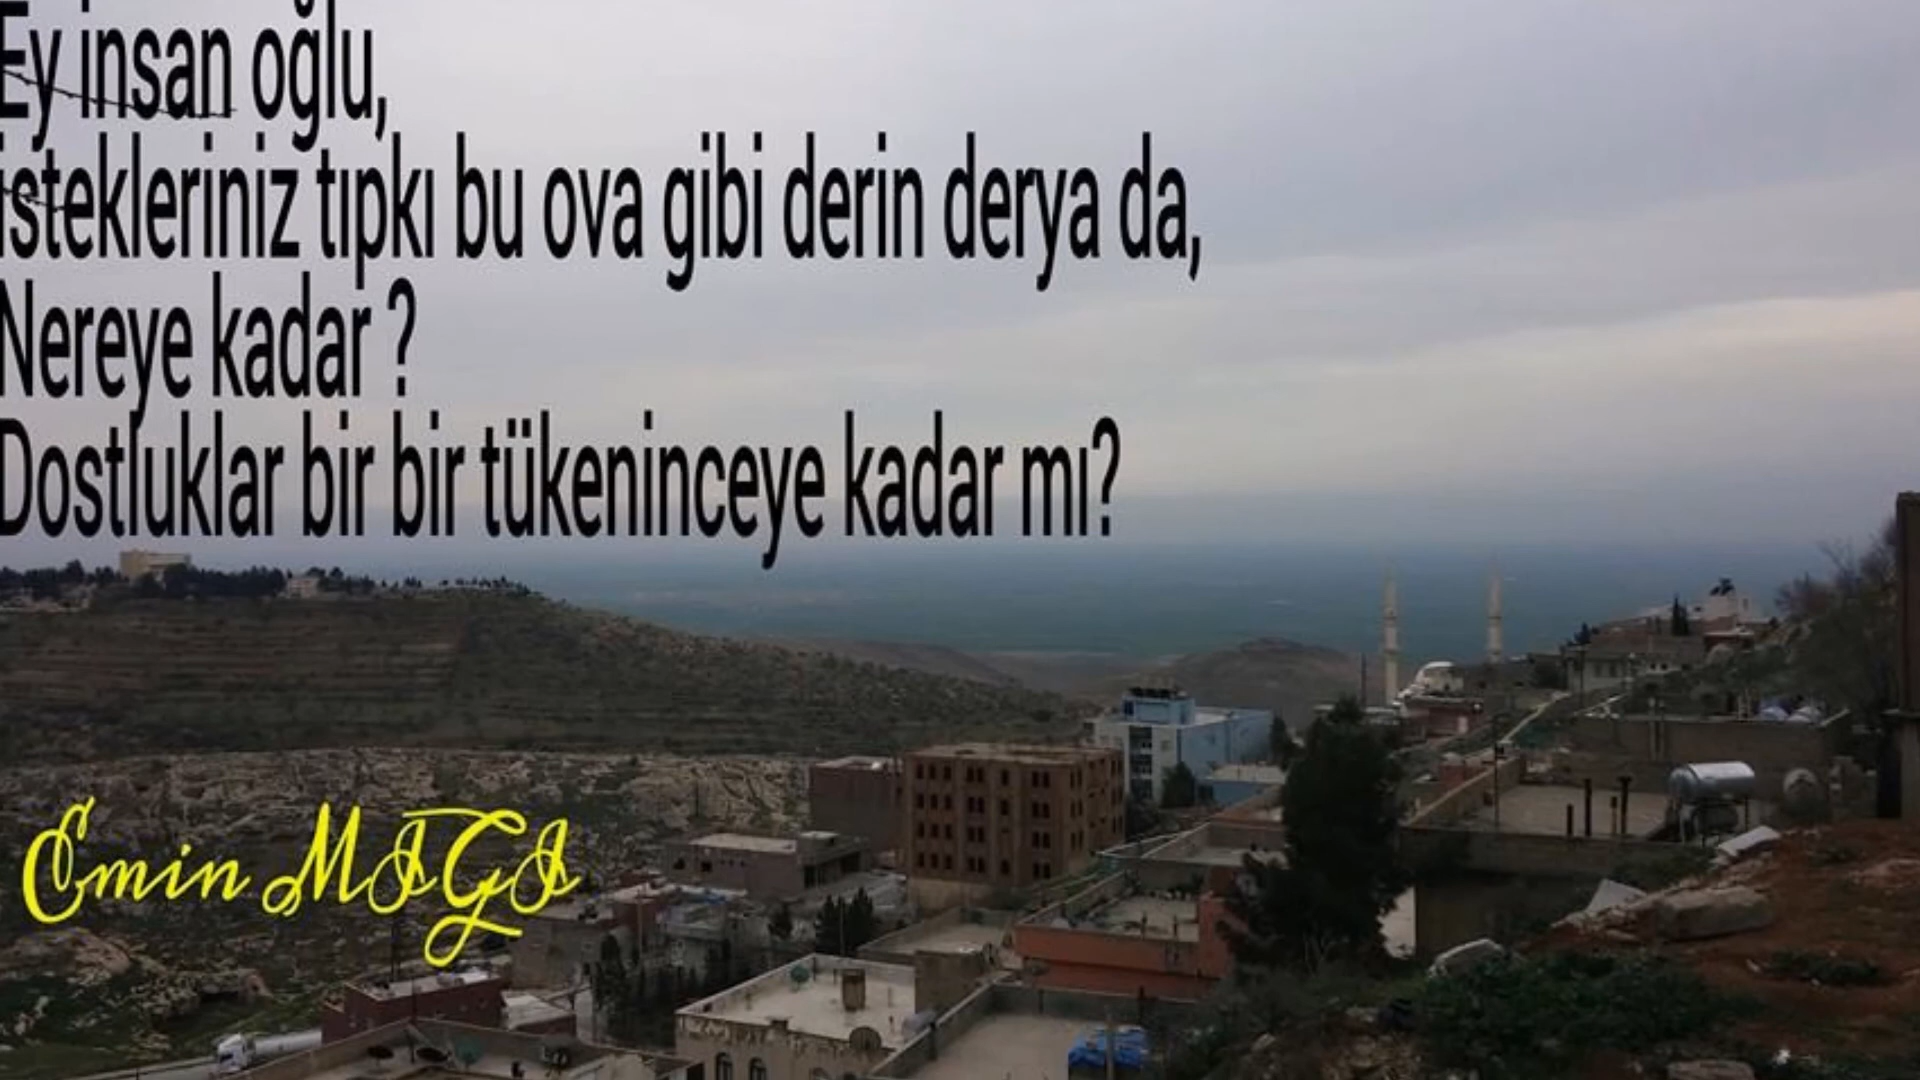 Ey insan oğlu,
istekleriniz tıpkı bu ova gibi derin derya da,
Nereye kadar ?
Dostluklar bir bir tükeninceye kadar mı?
Emin MIGI